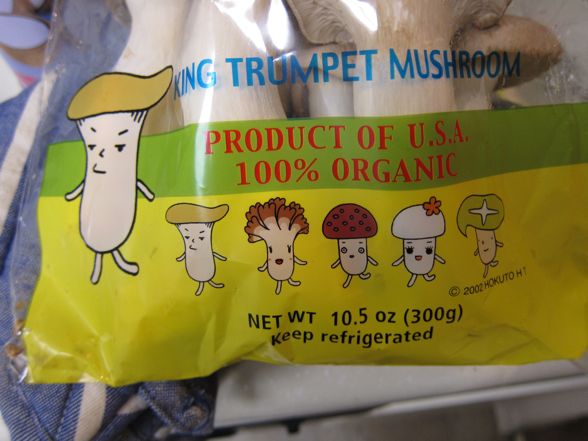 KING TRUMPET MUSHROOM
PRODUCT OF U.S.A.
100% ORGANIC
© 2002 HOKUTO
NET WT 10.5 oz (300g)
Keep refrigerated